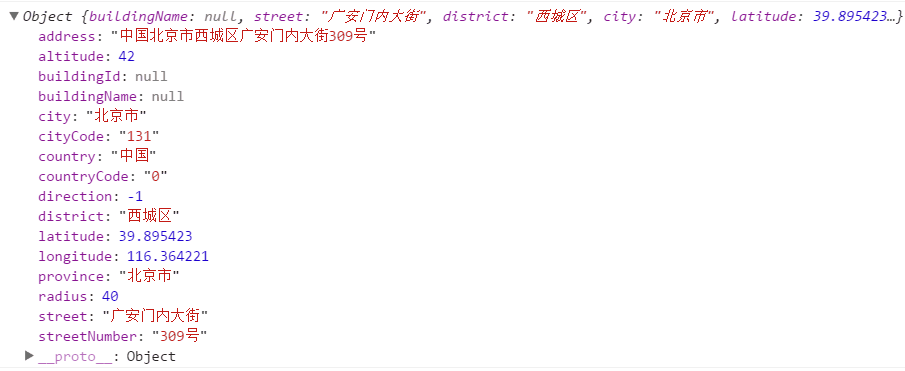 ▼Object {buildingName: null, street: "广安门内大街", district: "西城区", city: "北京市", latitude: 39.895423…}
address: "中国北京市西城区广安门内大街309号"
altitude: 42
buildingId: null
buildingName: null
city: "北京市"
cityCode: "131"
country: "中国"
countryCode: "0"
direction: -1
district: "西城区"
latitude: 39.895423
longitude: 116.364221
province: "北京市"
radius: 40
street: "广安门内大街"
streetNumber: "309号"
▶__proto__: Object